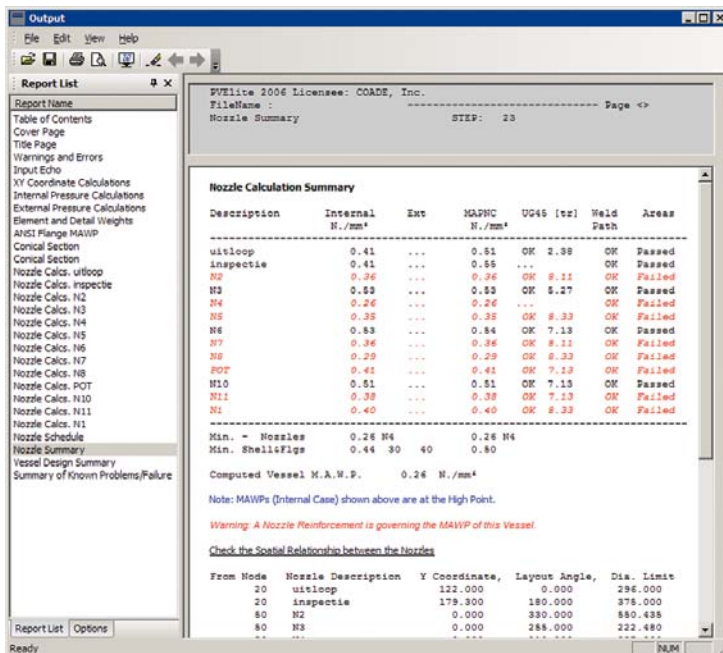 Output
File Edit View Help
Report List
Report Name
Table of Contents
Cover Page
Title Page
Warnings and Errors
Input Echo
XY Coordinate Calculations
Internal Pressure Calculations
External Pressure Calculations
Element and Detail Weights
ANSI Flange MAWP
Conical Section
Conical Section
Nozzle Calcs. uitloop
Nozzle Calcs. inspectie
Nozzle Calcs. N2
Nozzle Calcs. N3
Nozzle Calcs. N4
Nozzle Calcs. N5
Nozzle Calcs. N6
Nozzle Calcs. N7
Nozzle Calcs. N8
Nozzle Calcs. POT
Nozzle Calcs. N10
Nozzle Calcs. N11
Nozzle Calcs. N1
Nozzle Schedule
Nozzle Summary
Vessel Design Summary
Summary of Known Problems/Failure
Report List Options
Ready
PVElite 2006 Licensee: COADE, Inc.
FileName : ------------------------------ Page <>
Nozzle Summary STEP: 23
Nozzle Calculation Summary
Description Internal Ext MAPNC UG45 [tr] Weld Areas
N./mm² N./mm² Path
uitloop 0.41 ... 0.51 OK 2.38 OK Passed
inspectie 0.41 ... 0.55 ... OK Passed
N2 0.36 ... 0.36 OK 8.11 OK Failed
N3 0.53 ... 0.53 OK 5.27 OK Passed
N4 0.26 ... 0.26 ... OK Failed
N5 0.35 ... 0.35 OK 8.33 OK Failed
N6 0.53 ... 0.54 OK 7.13 OK Passed
N7 0.36 ... 0.36 OK 8.11 OK Failed
N8 0.29 ... 0.29 OK 8.33 OK Failed
POT 0.41 ... 0.41 OK 7.13 OK Failed
N10 0.51 ... 0.51 OK 7.13 OK Passed
N11 0.38 ... 0.38 OK 7.13 OK Failed
N1 0.40 ... 0.40 OK 8.33 OK Failed
Min. - Nozzles 0.26 N4 0.26 N4
Min. Shell&Flgs 0.44 30 40 0.50
Computed Vessel M.A.W.P. 0.26 N./mm²
Note: MAWPs (Internal Case) shown above are at the High Point.
Warning: A Nozzle Reinforcement is governing the MAWP of this Vessel.
Check the Spatial Relationship between the Nozzles
From Node Nozzle Description Y Coordinate, Layout Angle, Dia. Limit
20 uitloop 122.000 0.000 296.000
20 inspectie 179.300 180.000 375.000
50 N2 0.000 330.000 550.435
50 N3 0.000 255.000 222.480
NUM